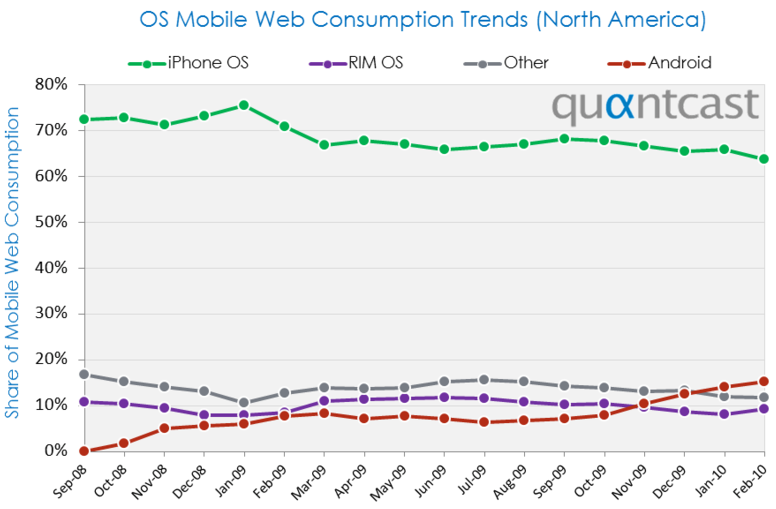 OS Mobile Web Consumption Trends (North America)
iPhone OS
RIM OS
Other
Android
quantcast
Share of Mobile Web Consumption
80%
70%
60%
50%
40%
30%
20%
10%
0%
Sep-08
Oct-08
Nov-08
Dec-08
Jan-09
Feb-09
Mar-09
Apr-09
May-09
Jun-09
Jul-09
Aug-09
Sep-09
Oct-09
Nov-09
Dec-09
Jan-10
Feb-10